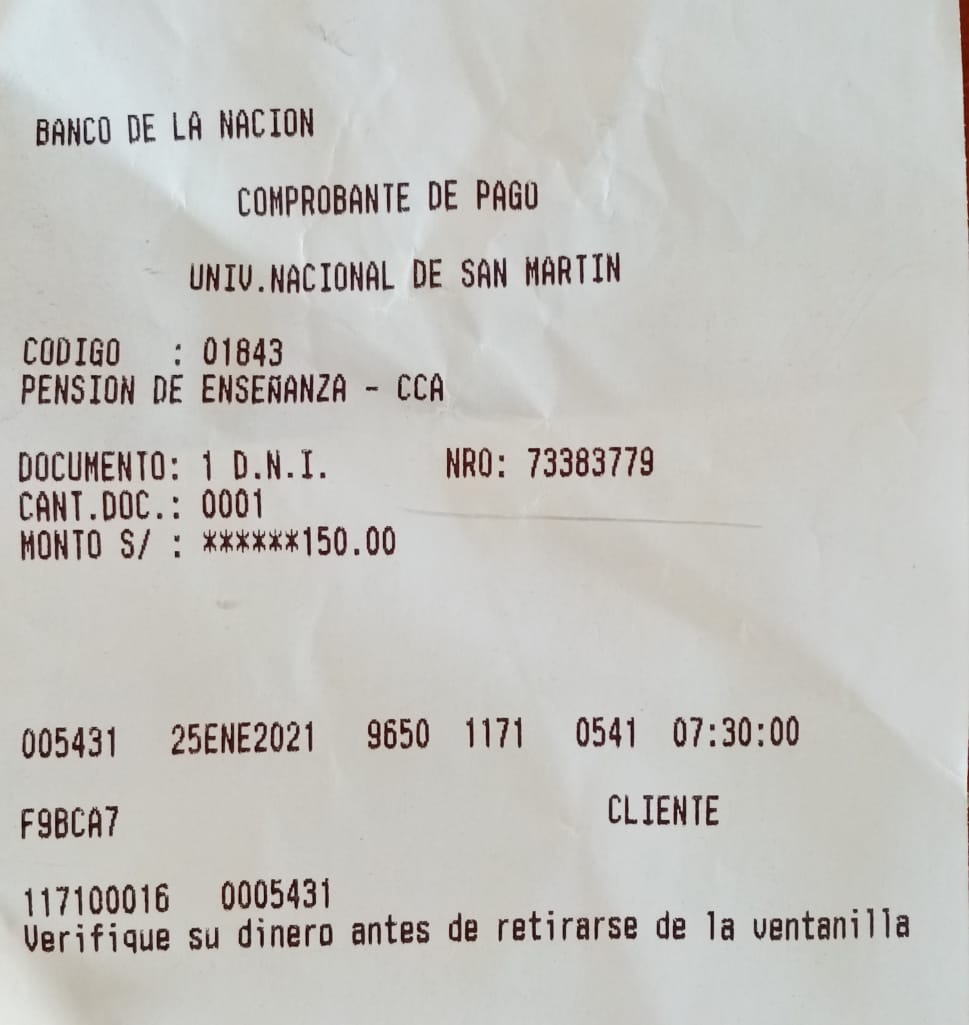 BANCO DE LA NACION
COMPROBANTE DE PAGO
UNIV.NACIONAL DE SAN MARTIN
CODIGO : 01843
PENSION DE ENSEÑANZA - CCA
DOCUMENTO: 1 D.N.I. NRO: 73383779
CANT.DOC.: 0001
MONTO S/ : ******150.00
005431 25ENE2021 9650 1171 0541 07:30:00
F9BCA7 CLIENTE
117100016 0005431
Verifique su dinero antes de retirarse de la ventanilla